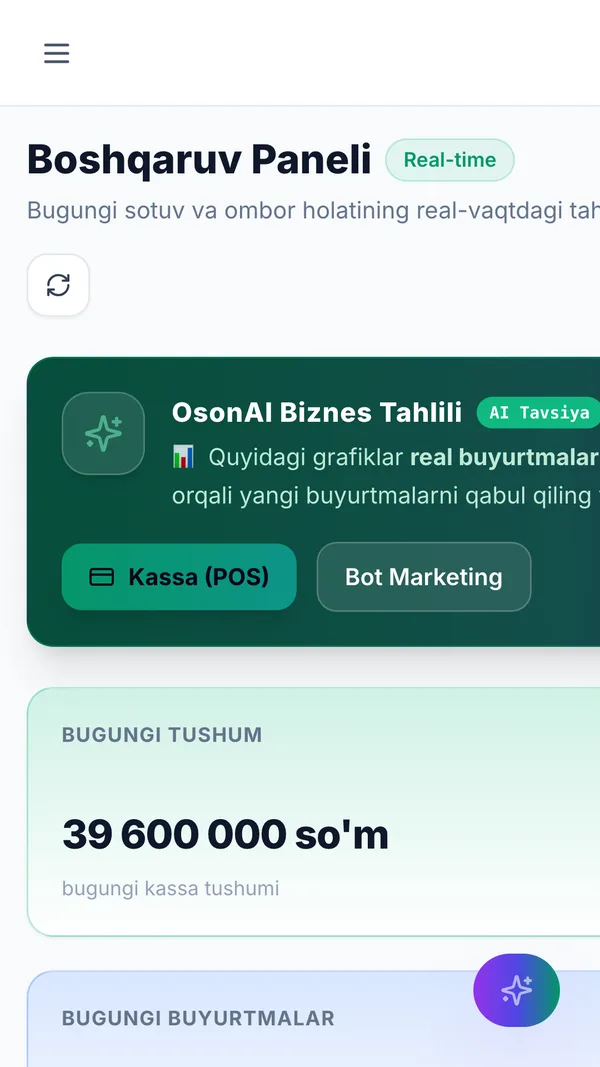 Boshqaruv Paneli Real-time
Bugungi sotuv va ombor holatining real-vaqtdagi
OsonAI Biznes Tahlili AI Tavsiya
📊 Quyidagi grafiklar real buyurtmalar
orqali yangi buyurtmalarni qabul qiling
Kassa (POS) Bot Marketing
BUGUNGI TUSHUM
39 600 000 so'm
bugungi kassa tushumi
BUGUNGI BUYURTMALAR